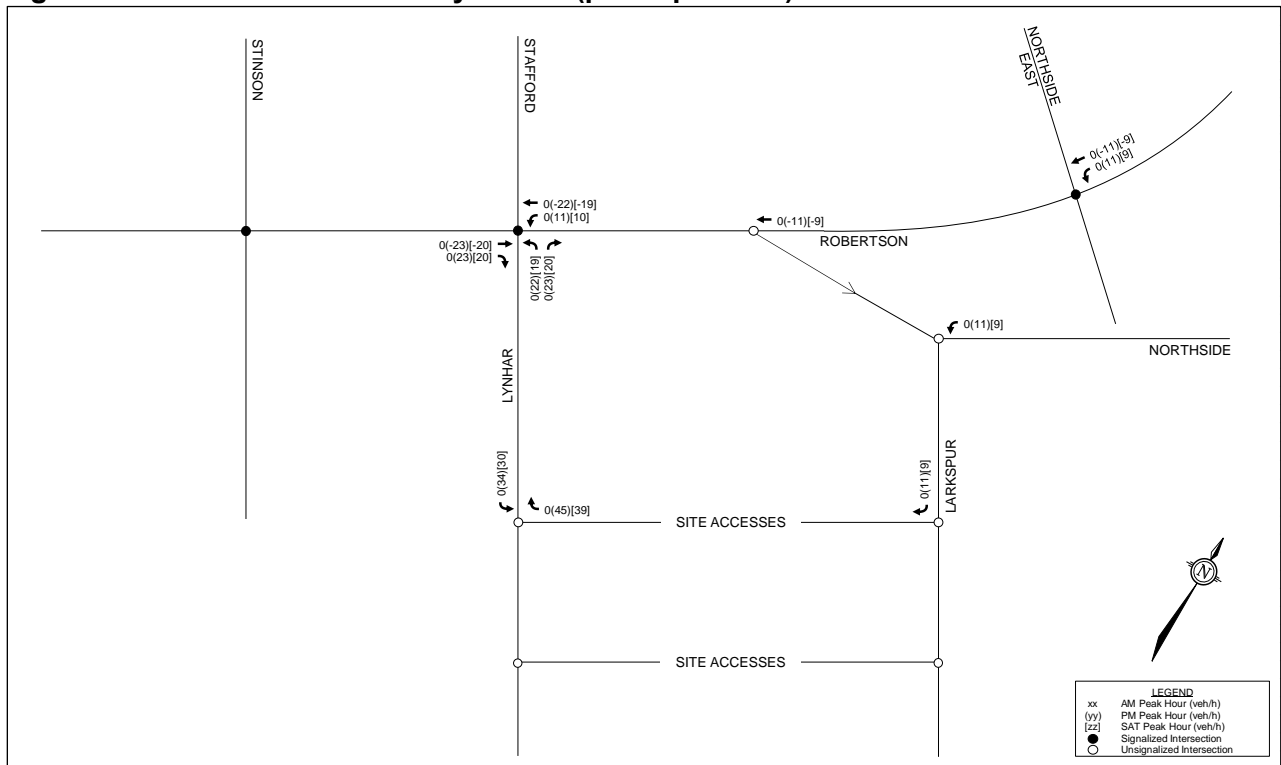 STINSON
STAFFORD
NORTHSIDE
EAST
0(-11)[-9]
0(11)[9]
0(-22)[-19]
0(11)[10]
0(-11)[-9]
ROBERTSON
0(-23)[-20]
0(23)[20]
0(22)[19]
0(23)[20]
0(11)[9]
NORTHSIDE
LYNHAR
LARKSPUR
0(34)[30]
0(45)[39]
0(11)[9]
SITE ACCESSES
N
SITE ACCESSES
LEGEND
xx AM Peak Hour (veh/h)
(yy) PM Peak Hour (veh/h)
[zz] SAT Peak Hour (veh/h)
Signalized Intersection
Unsignalized Intersection